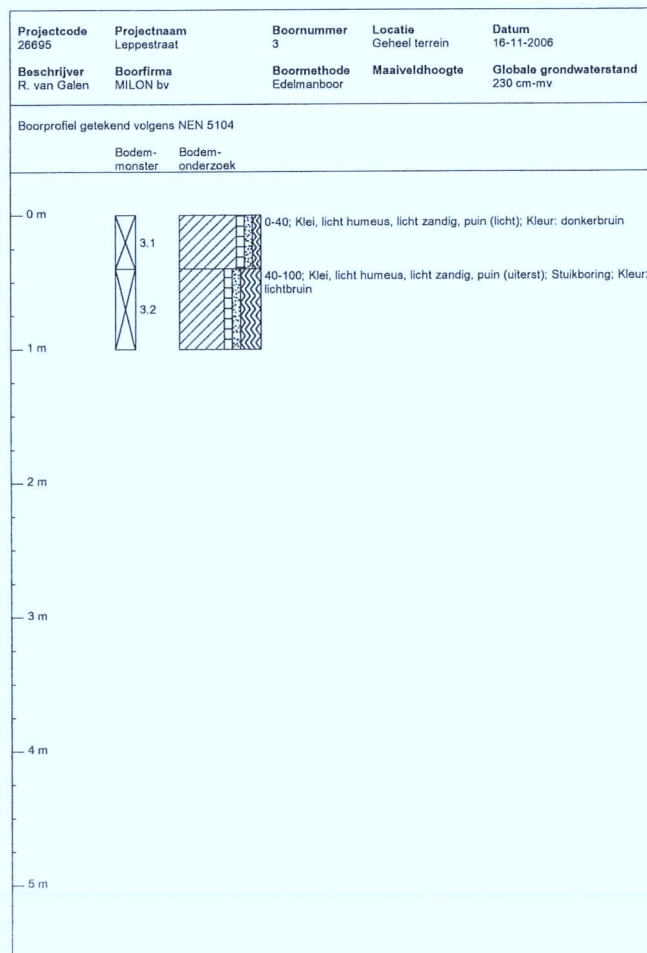 Projectcode Projectnaam Boornummer Locatie Datum
26695 Leppestraat 3 Geheel terrein 16-11-2006
Beschrijver Boorfirma Boormethode Maaiveldhoogte Globale grondwaterstand
R. van Galen MILON bv Edelmanboor 230 cm-mv
Boorprofiel getekend volgens NEN 5104
Bodem- Bodem-
monster onderzoek
0 m 0-40; Klei, licht humeus, licht zandig, puin (licht); Kleur: donkerbruin
3.1
40-100; Klei, licht humeus, licht zandig, puin (uiterst); Stuikboring; Kleur:
lichtbruin
3.2
1 m
2 m
3 m
4 m
5 m